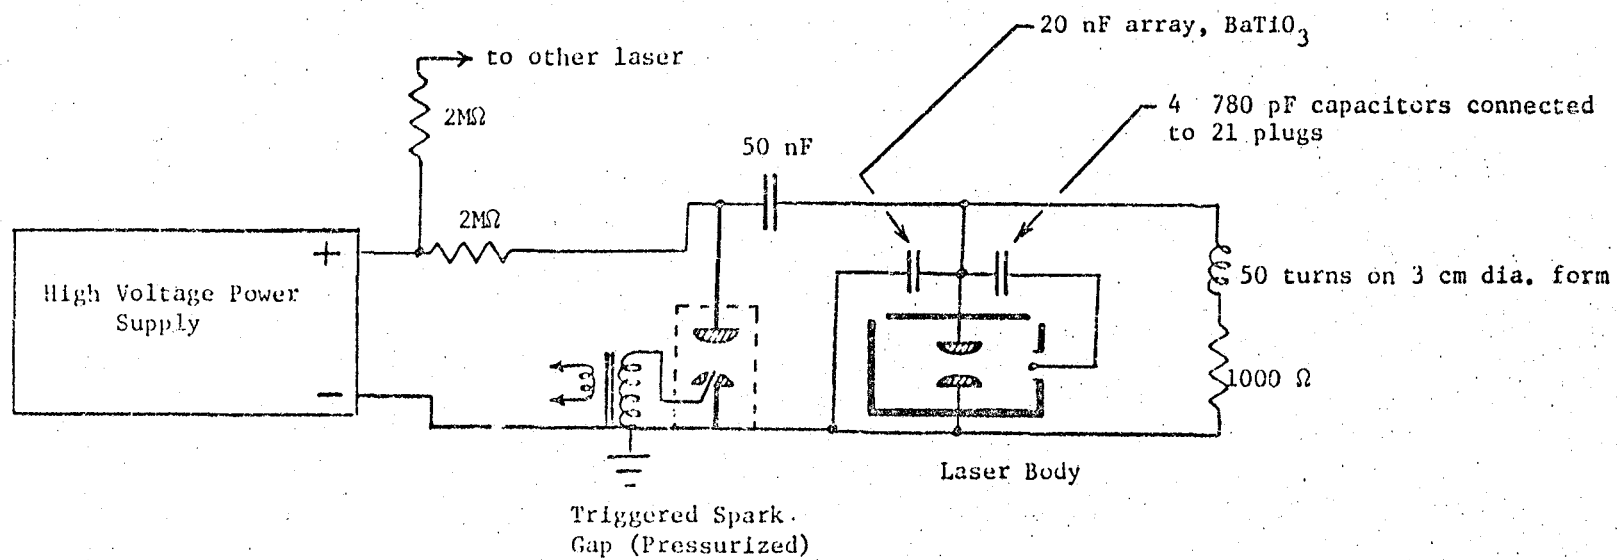 20 nF array, BaTiO3
to other laser
4 780 pF capacitors connected
to 21 plugs
2MΩ
50 nF
2MΩ
+
High Voltage Power
Supply
50 turns on 3 cm dia. form
1000 Ω
−
Laser Body
Triggered Spark
Gap (Pressurized)